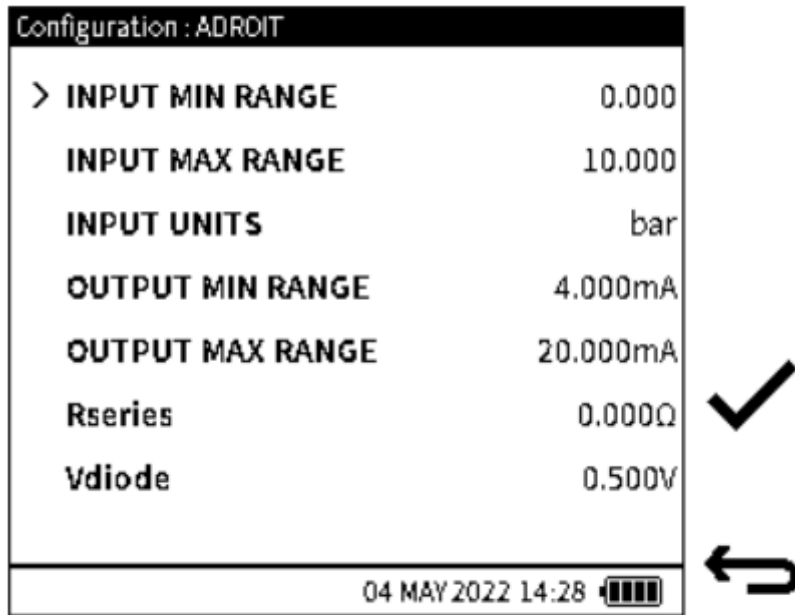 Configuration : ADROIT
> INPUT MIN RANGE 0.000
INPUT MAX RANGE 10.000
INPUT UNITS bar
OUTPUT MIN RANGE 4.000mA
OUTPUT MAX RANGE 20.000mA
Rseries 0.000Ω
Vdiode 0.500V
04 MAY 2022 14:28